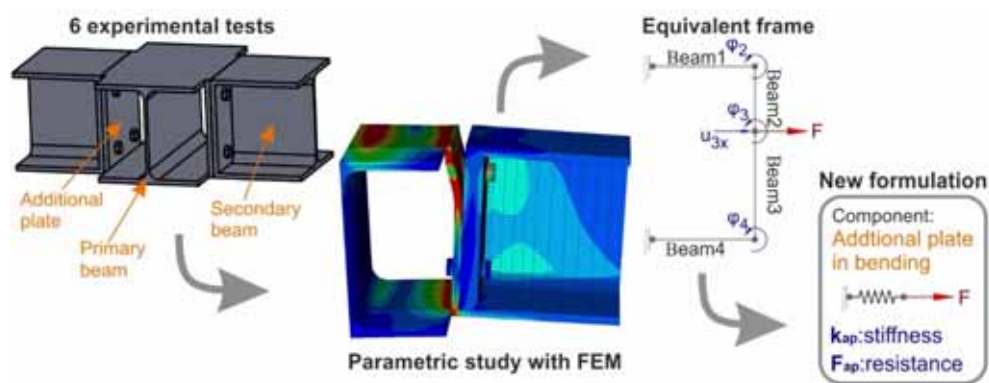 6 experimental tests
Additional
plate
Primary
beam
Secondary
beam
Parametric study with FEM
Equivalent frame
Beam1
φ2
Beam2
φ3
u3x
F
Beam3
φ4
Beam4
New formulation
Component:
Addtional plate
in bending
F
kap:stiffness
Fap:resistance